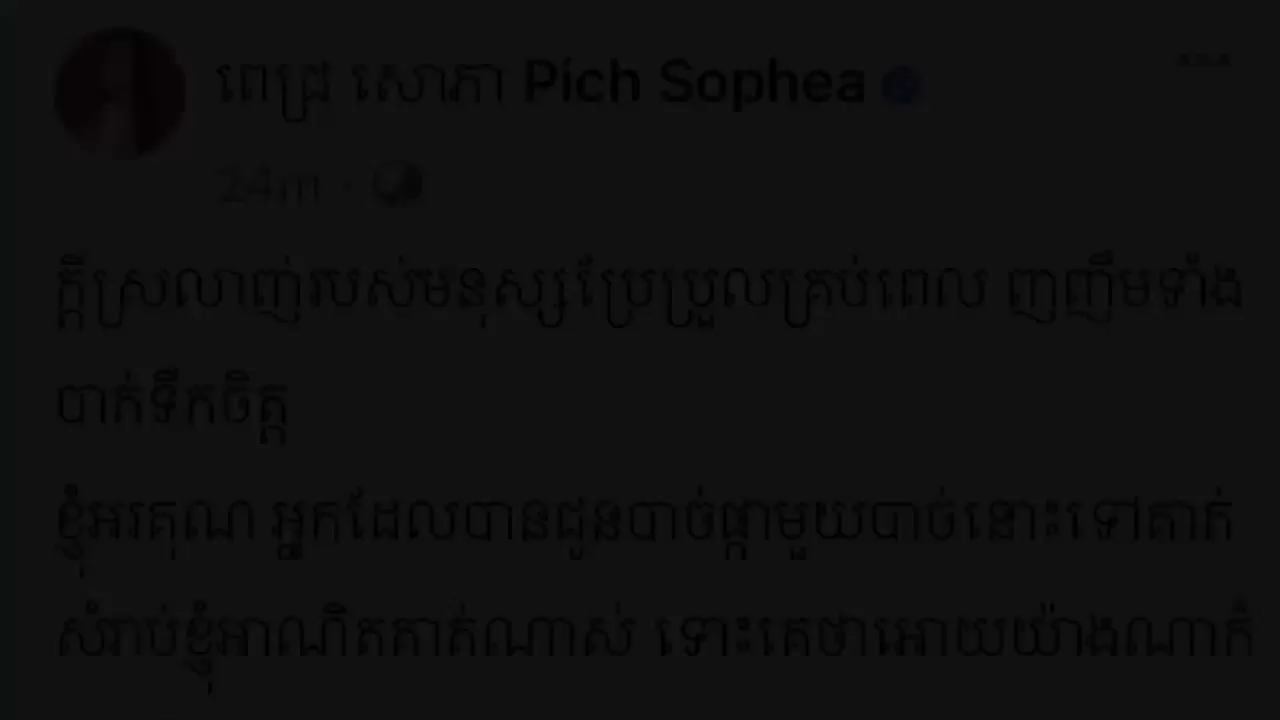 ពេជ្រ សោភា Pich Sophea
24m ·
ក្តីស្រលាញ់របស់មនុស្សប្រែប្រួលគ្រប់ពេល ញញឹមទាំង
បាក់ទឹកចិត្ត
ខ្ញុំអរគុណ អ្នកដែលបានជូនបាច់ផ្កាមួយបាច់នោះទៅគាត់
សំរាប់ខ្ញុំអាណិតគាត់ណាស់ ទោះគេថាអោយយ៉ាងណាក៏